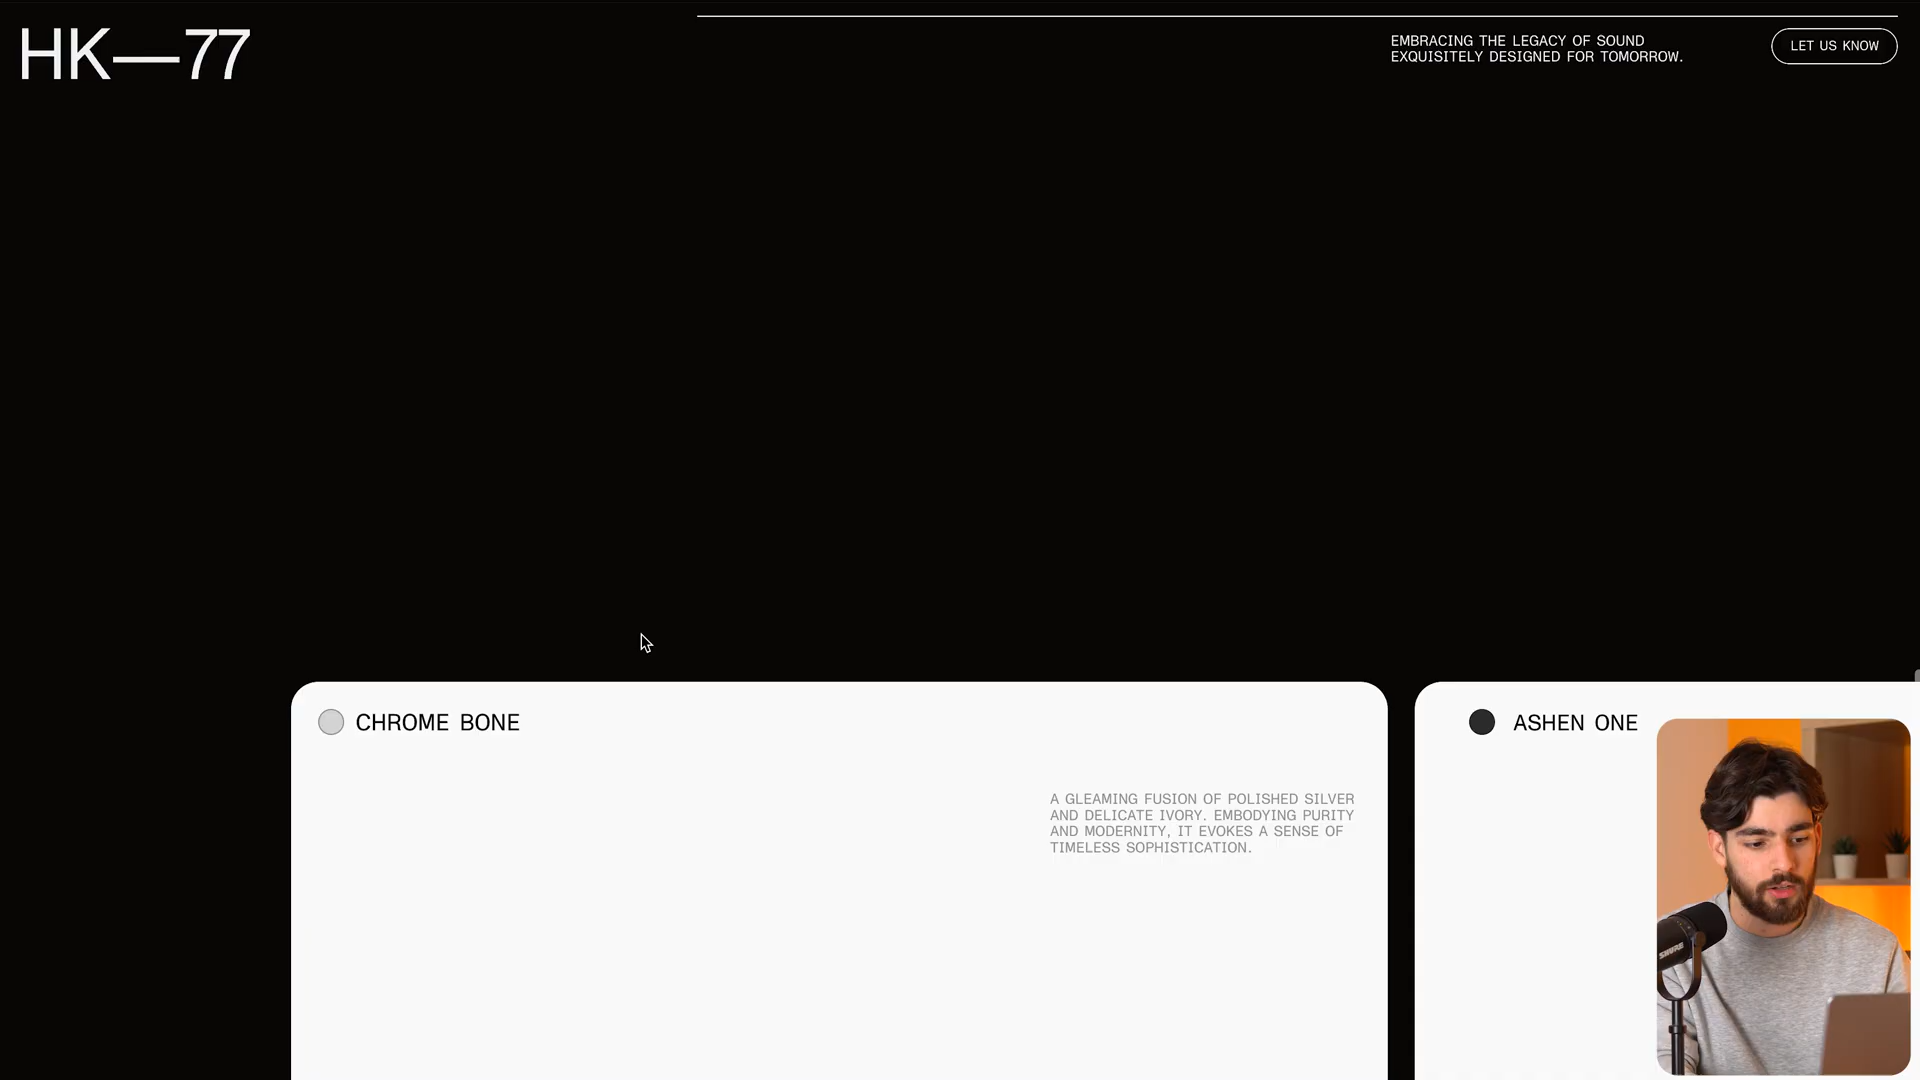 HK—77
EMBRACING THE LEGACY OF SOUND
EXQUISITELY DESIGNED FOR TOMORROW.
LET US KNOW
CHROME BONE
A GLEAMING FUSION OF POLISHED SILVER
AND DELICATE IVORY. EMBODYING PURITY
AND MODERNITY, IT EVOKES A SENSE OF
TIMELESS SOPHISTICATION.
ASHEN ONE
SHURE